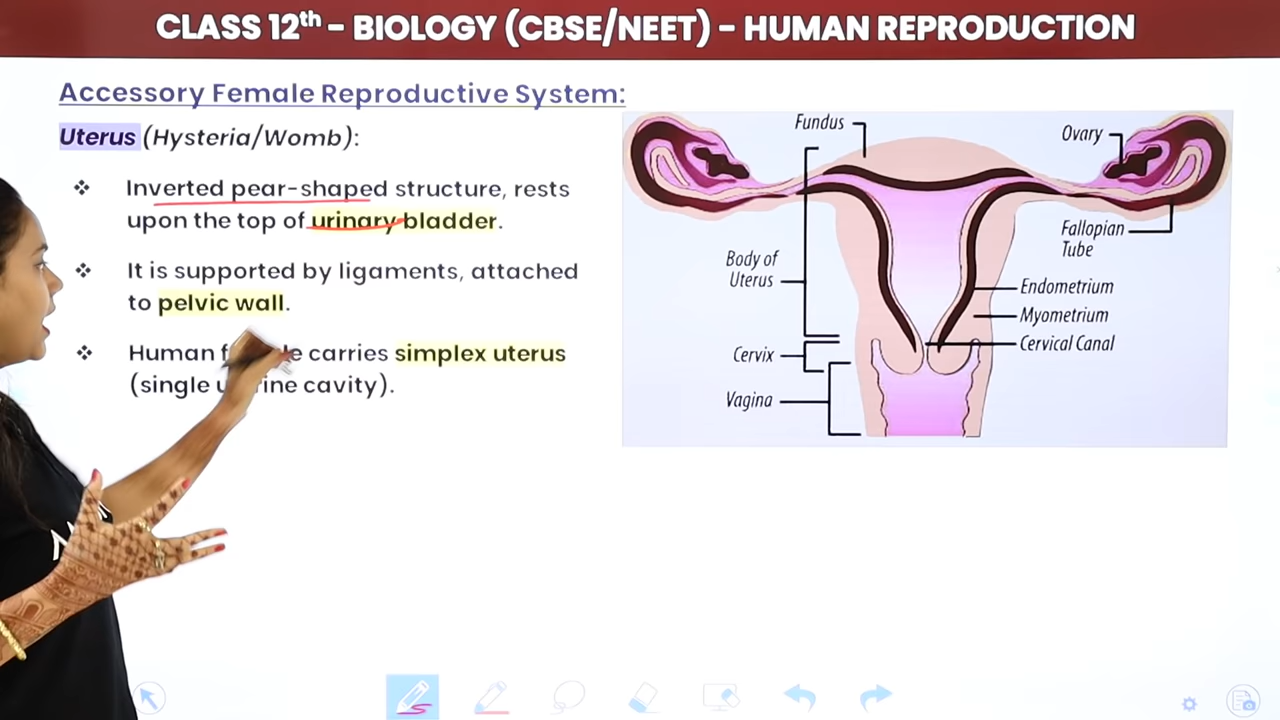 CLASS 12th – BIOLOGY (CBSE/NEET) – HUMAN REPRODUCTION
Accessory Female Reproductive System:
Uterus (Hysteria/Womb):
❖ Inverted pear-shaped structure, rests
upon the top of urinary bladder.
❖ It is supported by ligaments, attached
to pelvic wall.
❖ Human carries simplex uterus
(single cavity).
Fundus
Ovary
Fallopian
Tube
Body of
Uterus
Endometrium
Myometrium
Cervical Canal
Cervix
Vagina